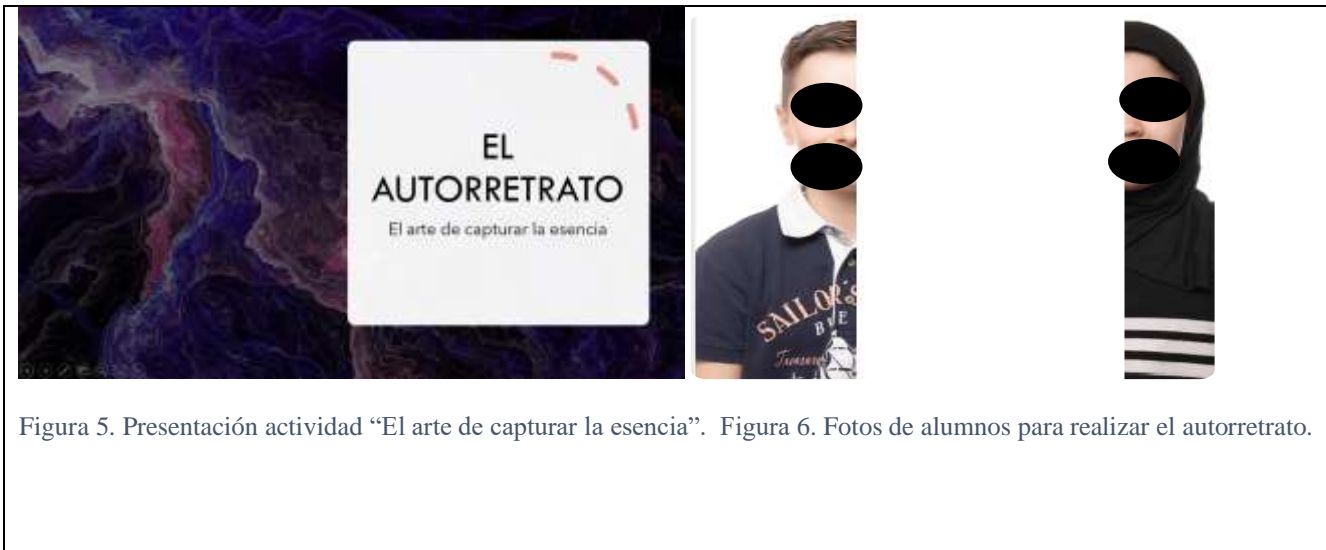 EL
AUTORRETRATO
El arte de capturar la esencia
SAILOR'S
Figura 5. Presentación actividad “El arte de capturar la esencia”. Figura 6. Fotos de alumnos para realizar el autorretrato.